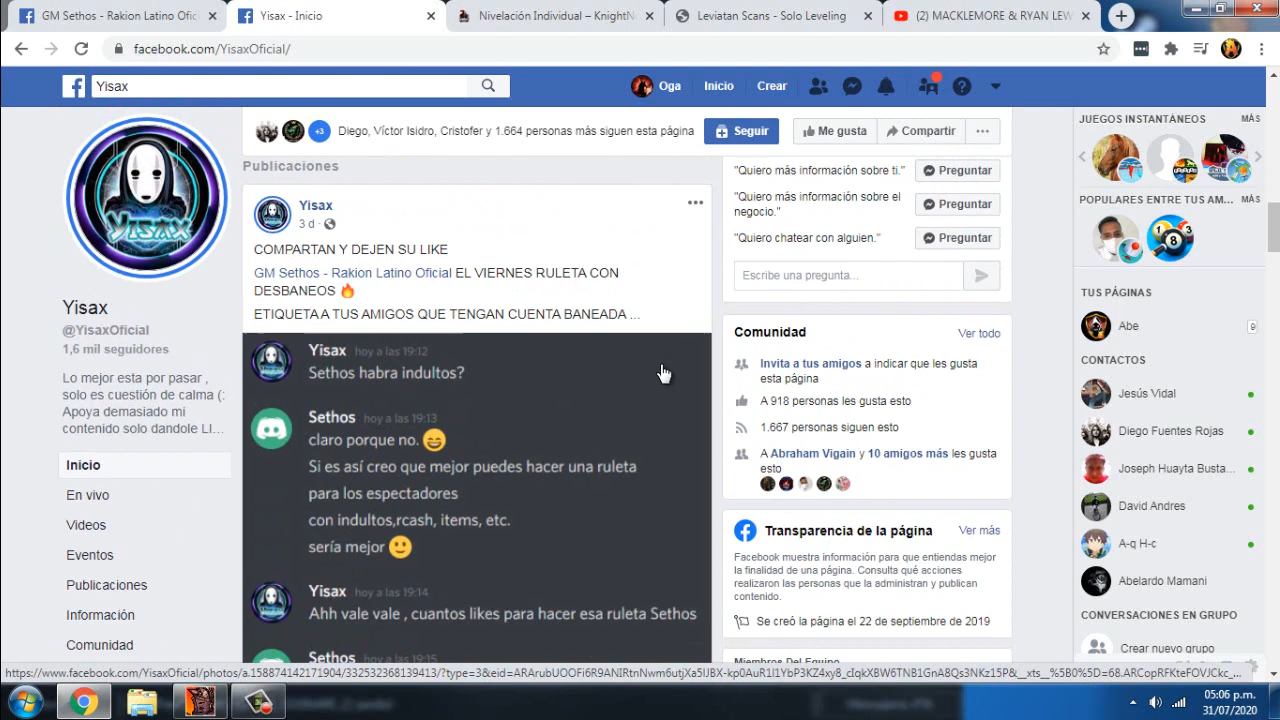 GM Sethos - Rakion Latino Ofic
Yisax - Inicio
Nivelación Individual – KnightN
Leviatan Scans - Solo Leveling
(2) MACKLEMORE & RYAN LEW
facebook.com/YisaxOficial/
Yisax
Oga
Inicio
Crear
Diego, Víctor Isidro, Cristofer y 1.664 personas más siguen esta página
+3
Seguir
Me gusta
Compartir
YISAX
Yisax
@YisaxOficial
1,6 mil seguidores
Lo mejor esta por pasar ,
solo es cuestión de calma (:
Apoya demasiado mi
contenido solo dandole LI...
Inicio
En vivo
Videos
Eventos
Publicaciones
Información
Comunidad
Publicaciones
Yisax
3 d
COMPARTAN Y DEJEN SU LIKE
GM Sethos - Rakion Latino Oficial EL VIERNES RULETA CON
DESBANEOS 🔥
ETIQUETA A TUS AMIGOS QUE TENGAN CUENTA BANEADA ...
Yisax hoy a las 19:12
Sethos habra indultos?
Sethos hoy a las 19:13
claro porque no. 😄
Si es así creo que mejor puedes hacer una ruleta
para los espectadores
con indultos,rcash, items, etc.
sería mejor 🙂
Yisax hoy a las 19:14
Ahh vale vale , cuantos likes para hacer esa ruleta Sethos
Sethos hoy a las 19:15
"Quiero más información sobre ti."
Preguntar
"Quiero más información sobre el
negocio."
Preguntar
"Quiero chatear con alguien."
Preguntar
Escribe una pregunta...
Comunidad
Ver todo
Invita a tus amigos a indicar que les gusta
esta página
A 918 personas les gusta esto
1.667 personas siguen esto
A Abraham Vigain y 10 amigos más les gusta
esto
Transparencia de la página
Ver más
Facebook muestra información para que entiendas mejor
la finalidad de una página. Consulta qué acciones
realizaron las personas que la administran y publican
contenido.
Se creó la página el 22 de septiembre de 2019
Miembros Del Equipo
JUEGOS INSTANTÁNEOS
MÁS
POPULARES ENTRE TUS AM...
MÁS
TUS PÁGINAS
Abe
9
CONTACTOS
Jesús Vidal
Diego Fuentes Rojas
Joseph Huayta Busta...
David Andres
A-q H-c
Abelardo Mamani
CONVERSACIONES EN GRUPO
Crear nuevo grupo
05:06 p.m.
31/07/2020